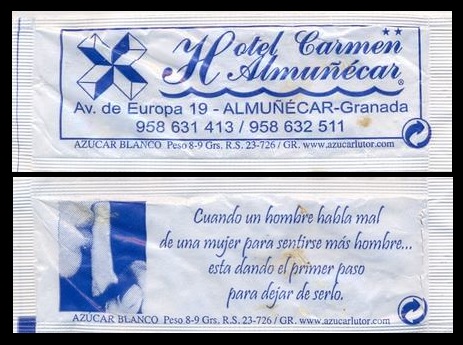 Hotel Carmen
Almuñécar
Av. de Europa 19 - ALMUÑÉCAR-Granada
958 631 413 / 958 632 511
AZUCAR BLANCO Peso 8-9 Grs. R.S. 23-726 / GR. www.azucarlutor.com
Cuando un hombre habla mal
de una mujer para sentirse más hombre...
esta dando el primer paso
para dejar de serlo.
AZUCAR BLANCO Peso 8-9 Grs. R.S. 23-726 / GR. www.azucarlutor.com